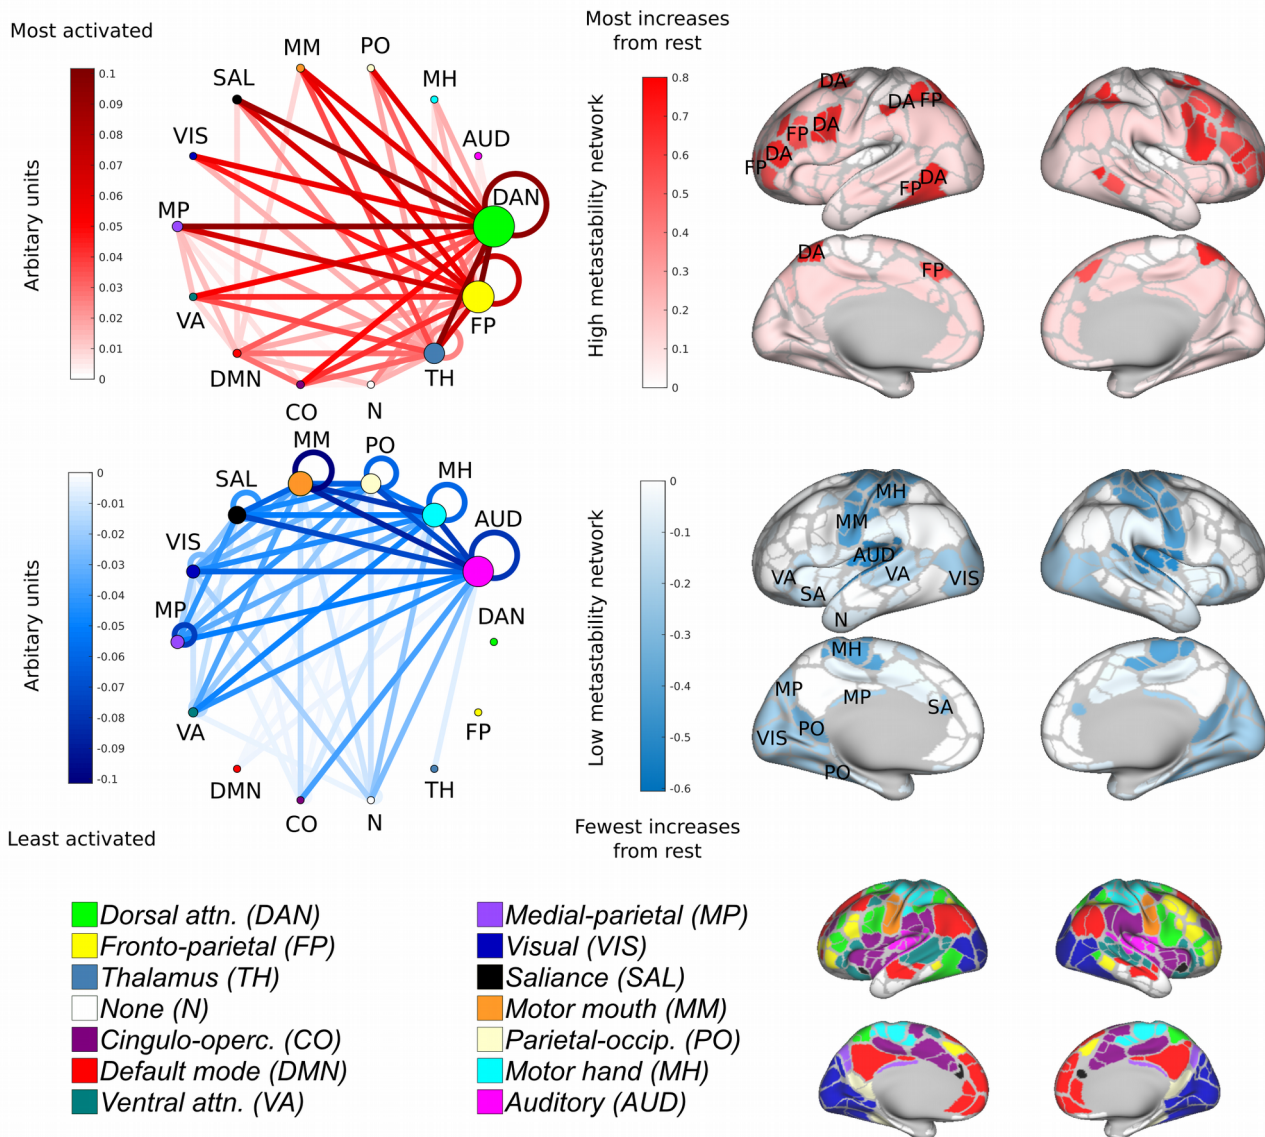 Most activated
Arbitary units
0.1
0.09
0.08
0.07
0.06
0.05
0.04
0.03
0.02
0.01
0
MM
PO
SAL
MH
VIS
AUD
DAN
MP
VA
FP
DMN
TH
CO
N
Most increases
from rest
High metastability network
0.8
0.7
0.6
0.5
0.4
0.3
0.2
0.1
0
DA
DA FP
FP DA
DA
FP
DA
FP
DA
FP
Arbitary units
0
-0.01
-0.02
-0.03
-0.04
-0.05
-0.06
-0.07
-0.08
-0.09
-0.1
MM
PO
SAL
MH
VIS
AUD
MP
DAN
VA
FP
DMN
TH
CO
N
Least activated
Low metastability network
0
-0.1
-0.2
-0.3
-0.4
-0.5
-0.6
MH
MM
AUD
VA
VA
VIS
SA
N
MH
MP
MP
SA
PO
VIS
PO
Fewest increases
from rest
Dorsal attn. (DAN)
Fronto-parietal (FP)
Thalamus (TH)
None (N)
Cingulo-operc. (CO)
Default mode (DMN)
Ventral attn. (VA)
Medial-parietal (MP)
Visual (VIS)
Saliance (SAL)
Motor mouth (MM)
Parietal-occip. (PO)
Motor hand (MH)
Auditory (AUD)